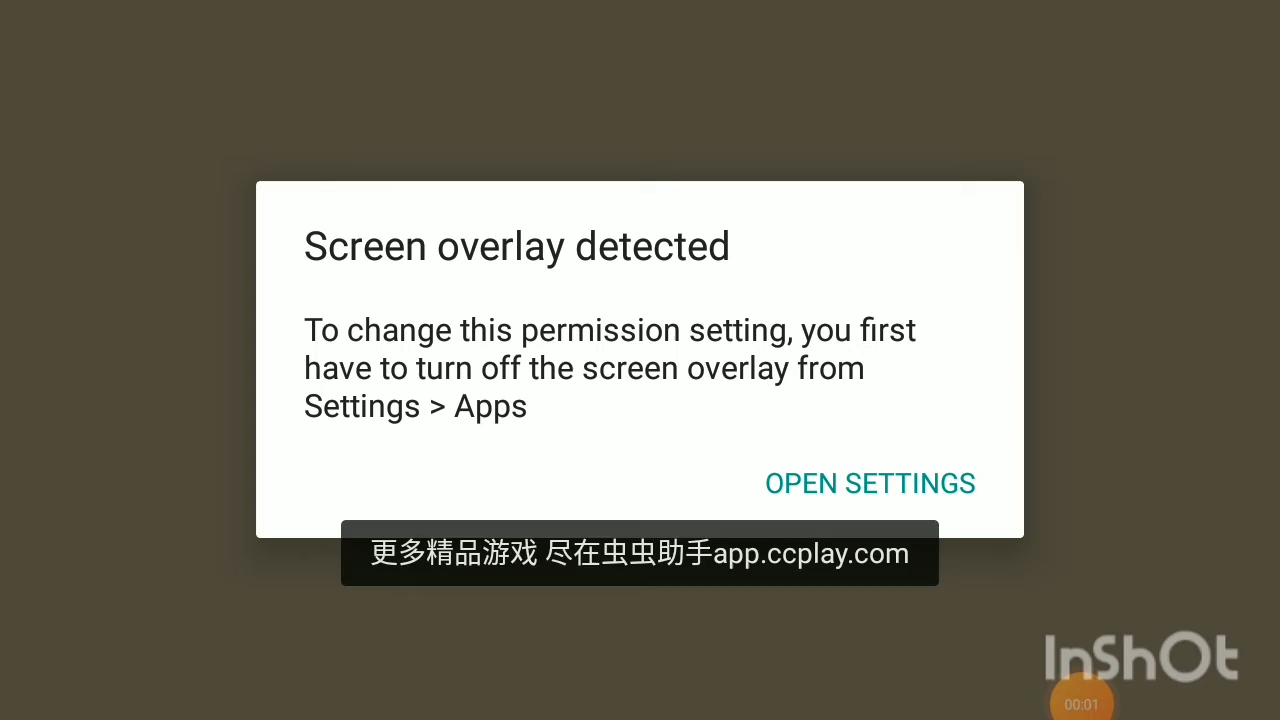 Screen overlay detected
To change this permission setting, you first
have to turn off the screen overlay from
Settings > Apps
OPEN SETTINGS
更多精品游戏 尽在虫虫助手app.ccplay.com
InShOt
00:01